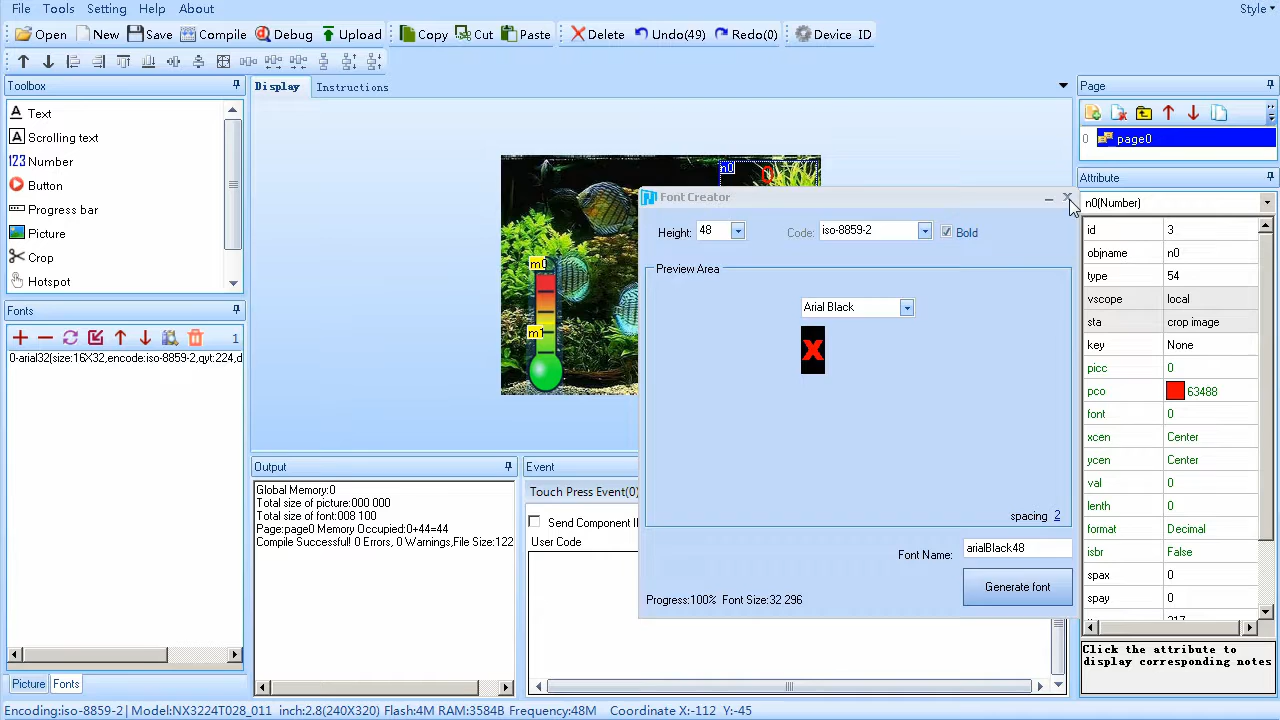 File Tools Setting Help About Style
Open New Save Compile Debug Upload Copy Cut Paste Delete Undo(49) Redo(0) Device ID
Toolbox
A Text
A Scrolling text
123 Number
Button
Progress bar
Picture
Crop
Hotspot
Fonts
1
0-arial32(size:16X32,encode:iso-8859-2,qyt:224,d
Picture Fonts
Display Instructions
n0
0
m0
m1
Font Creator
Height: 48 Code: iso-8859-2 Bold
Preview Area
Arial Black
X
spacing 2
Font Name: arialBlack48
Generate font
Progress:100% Font Size:32 296
Output
Global Memory:0
Total size of picture:000 000
Total size of font:008 100
Page:page0 Memory Occupied:0+44=44
Compile Successful! 0 Errors, 0 Warnings,File Size:122
Event
Touch Press Event(0)
Send Component I
User Code
Page
0 page0
Attribute
n0(Number)
id 3
objname n0
type 54
vscope local
sta crop image
key None
picc 0
pco 63488
font 0
xcen Center
ycen Center
val 0
lenth 0
format Decimal
isbr False
spax 0
spay 0
Click the attribute to
display corresponding notes
Encoding:iso-8859-2 | Model:NX3224T028_011 inch:2.8(240X320) Flash:4M RAM:3584B Frequency:48M Coordinate X:-112 Y:-45